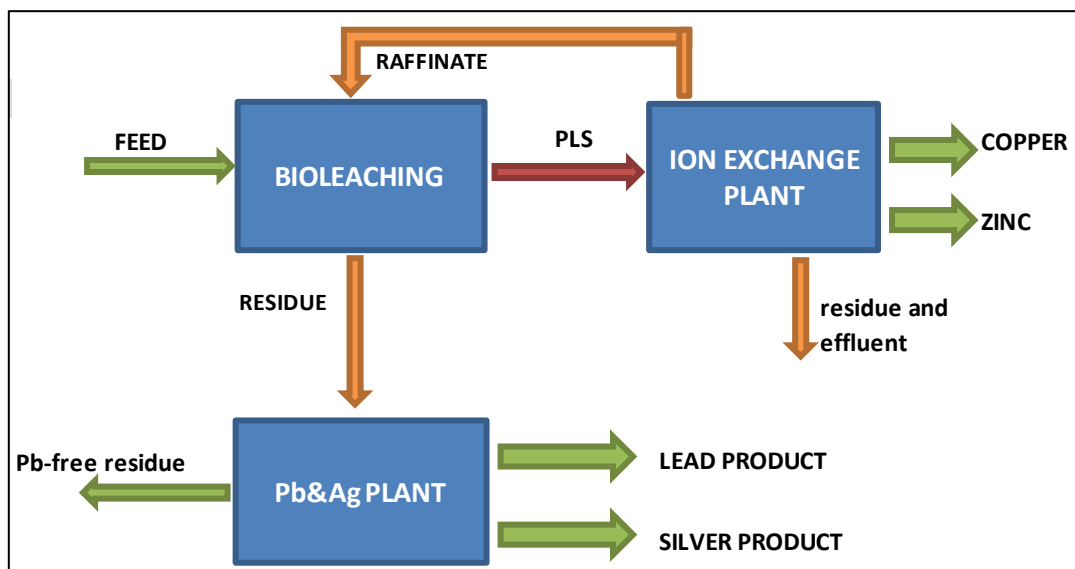 RAFFINATE
FEED
BIOLEACHING
PLS
ION EXCHANGE
PLANT
COPPER
ZINC
RESIDUE
residue and
effluent
Pb-free residue
Pb&Ag PLANT
LEAD PRODUCT
SILVER PRODUCT